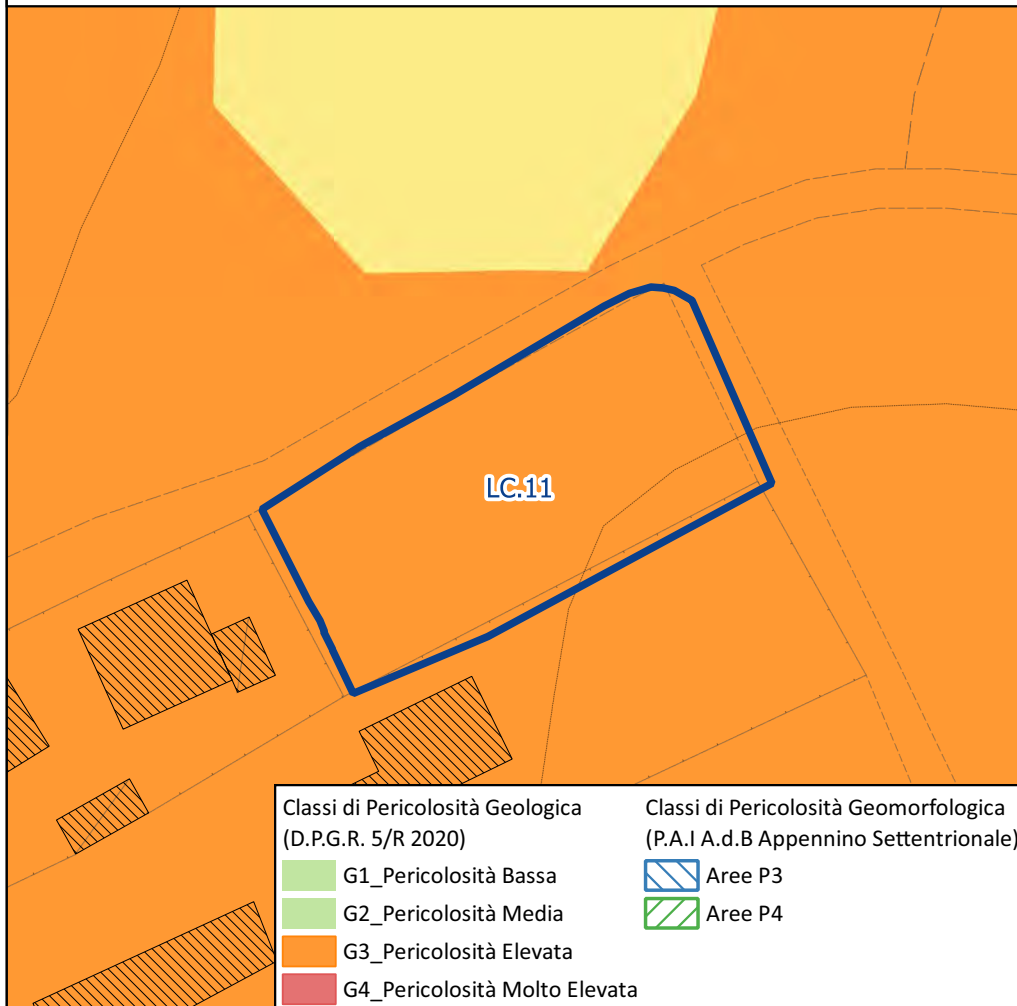 LC.11
Classi di Pericolosità Geologica
(D.P.G.R. 5/R 2020)
G1_Pericolosità Bassa
G2_Pericolosità Media
G3_Pericolosità Elevata
G4_Pericolosità Molto Elevata
Classi di Pericolosità Geomorfologica
(P.A.I A.d.B Appennino Settentrionale)
Aree P3
Aree P4